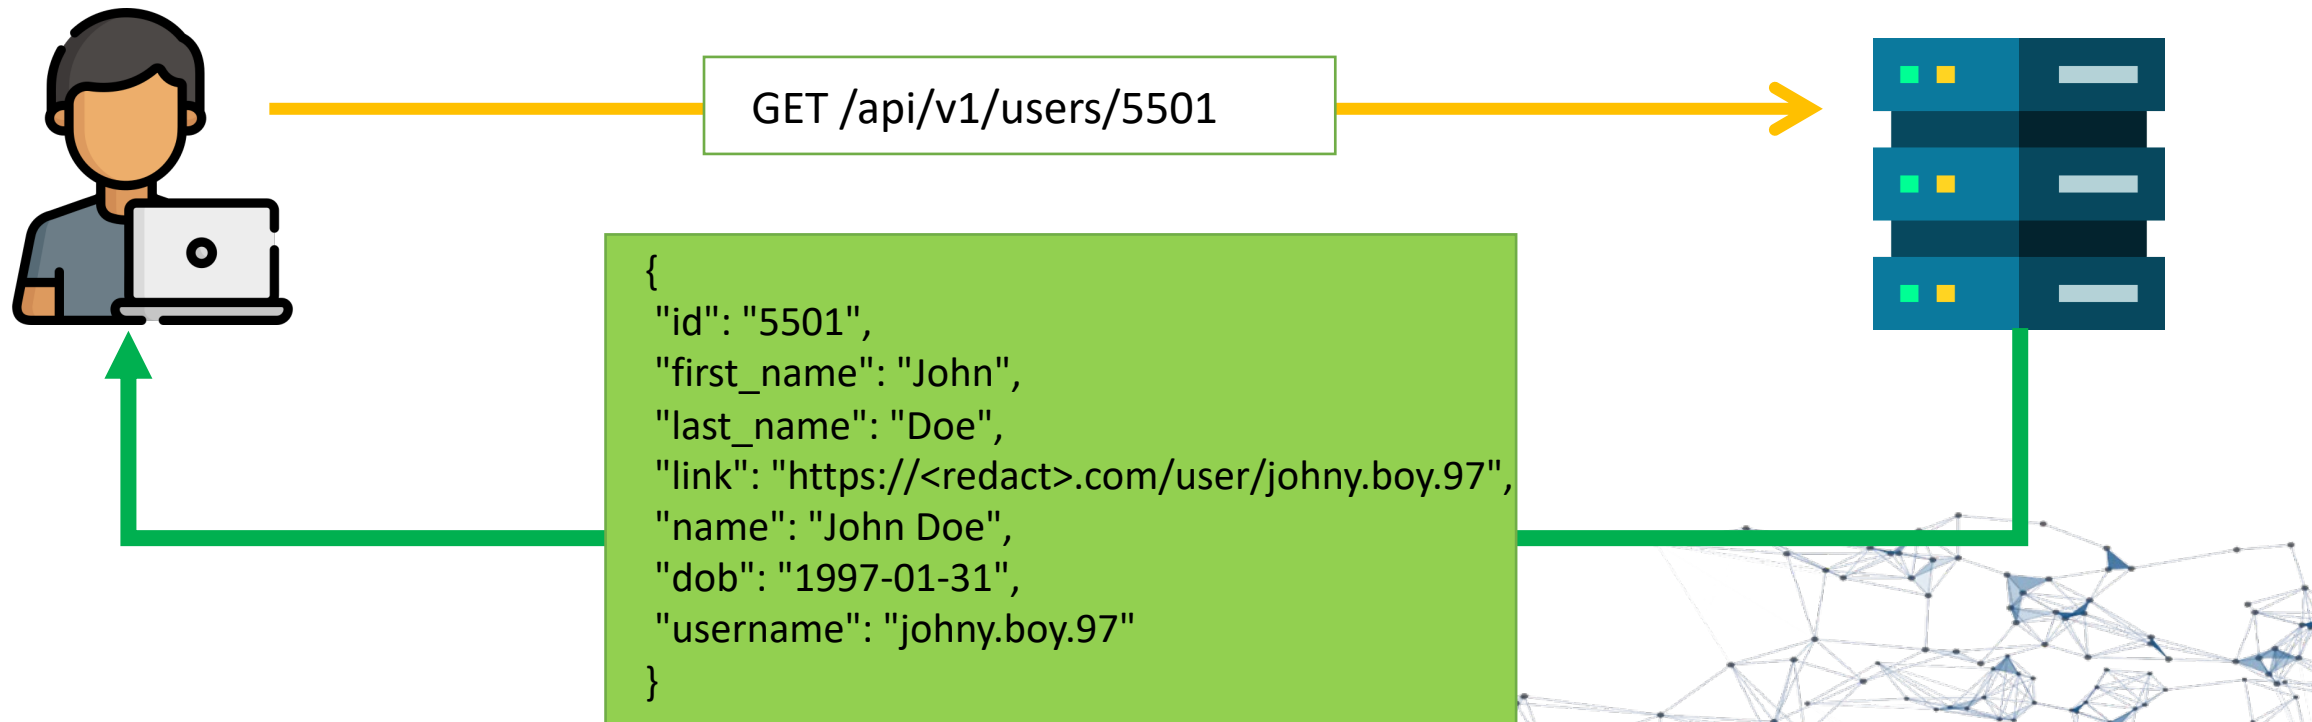 GET /api/v1/users/5501
{
"id": "5501",
"first_name": "John",
"last_name": "Doe",
"link": "https://<redact>.com/user/johny.boy.97",
"name": "John Doe",
"dob": "1997-01-31",
"username": "johny.boy.97"
}